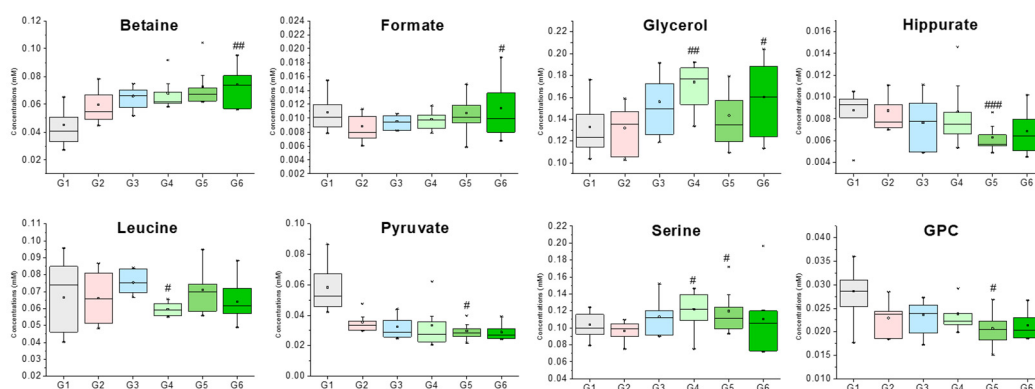 Betaine
##
Concentrations (mM)
0.12
0.10
0.08
0.06
0.04
0.02
G1 G2 G3 G4 G5 G6
Formate
#
Concentrations (mM)
0.024
0.022
0.020
0.018
0.016
0.014
0.012
0.010
0.008
0.006
0.004
0.002
G1 G2 G3 G4 G5 G6
Glycerol
## #
Concentrations (mM)
0.20
0.18
0.16
0.14
0.12
0.10
G1 G2 G3 G4 G5 G6
Hippurate
###
Concentrations (mM)
0.016
0.014
0.012
0.010
0.008
0.006
0.004
G1 G2 G3 G4 G5 G6
Leucine
#
Concentrations (mM)
0.11
0.10
0.09
0.08
0.07
0.06
0.05
0.04
0.03
G1 G2 G3 G4 G5 G6
Pyruvate
#
Concentrations (mM)
0.10
0.08
0.06
0.04
0.02
0.00
G1 G2 G3 G4 G5 G6
Serine
# #
Concentrations (mM)
0.22
0.20
0.18
0.16
0.14
0.12
0.10
0.08
0.06
0.04
G1 G2 G3 G4 G5 G6
GPC
#
Concentrations (mM)
0.040
0.035
0.030
0.025
0.020
0.015
0.010
G1 G2 G3 G4 G5 G6